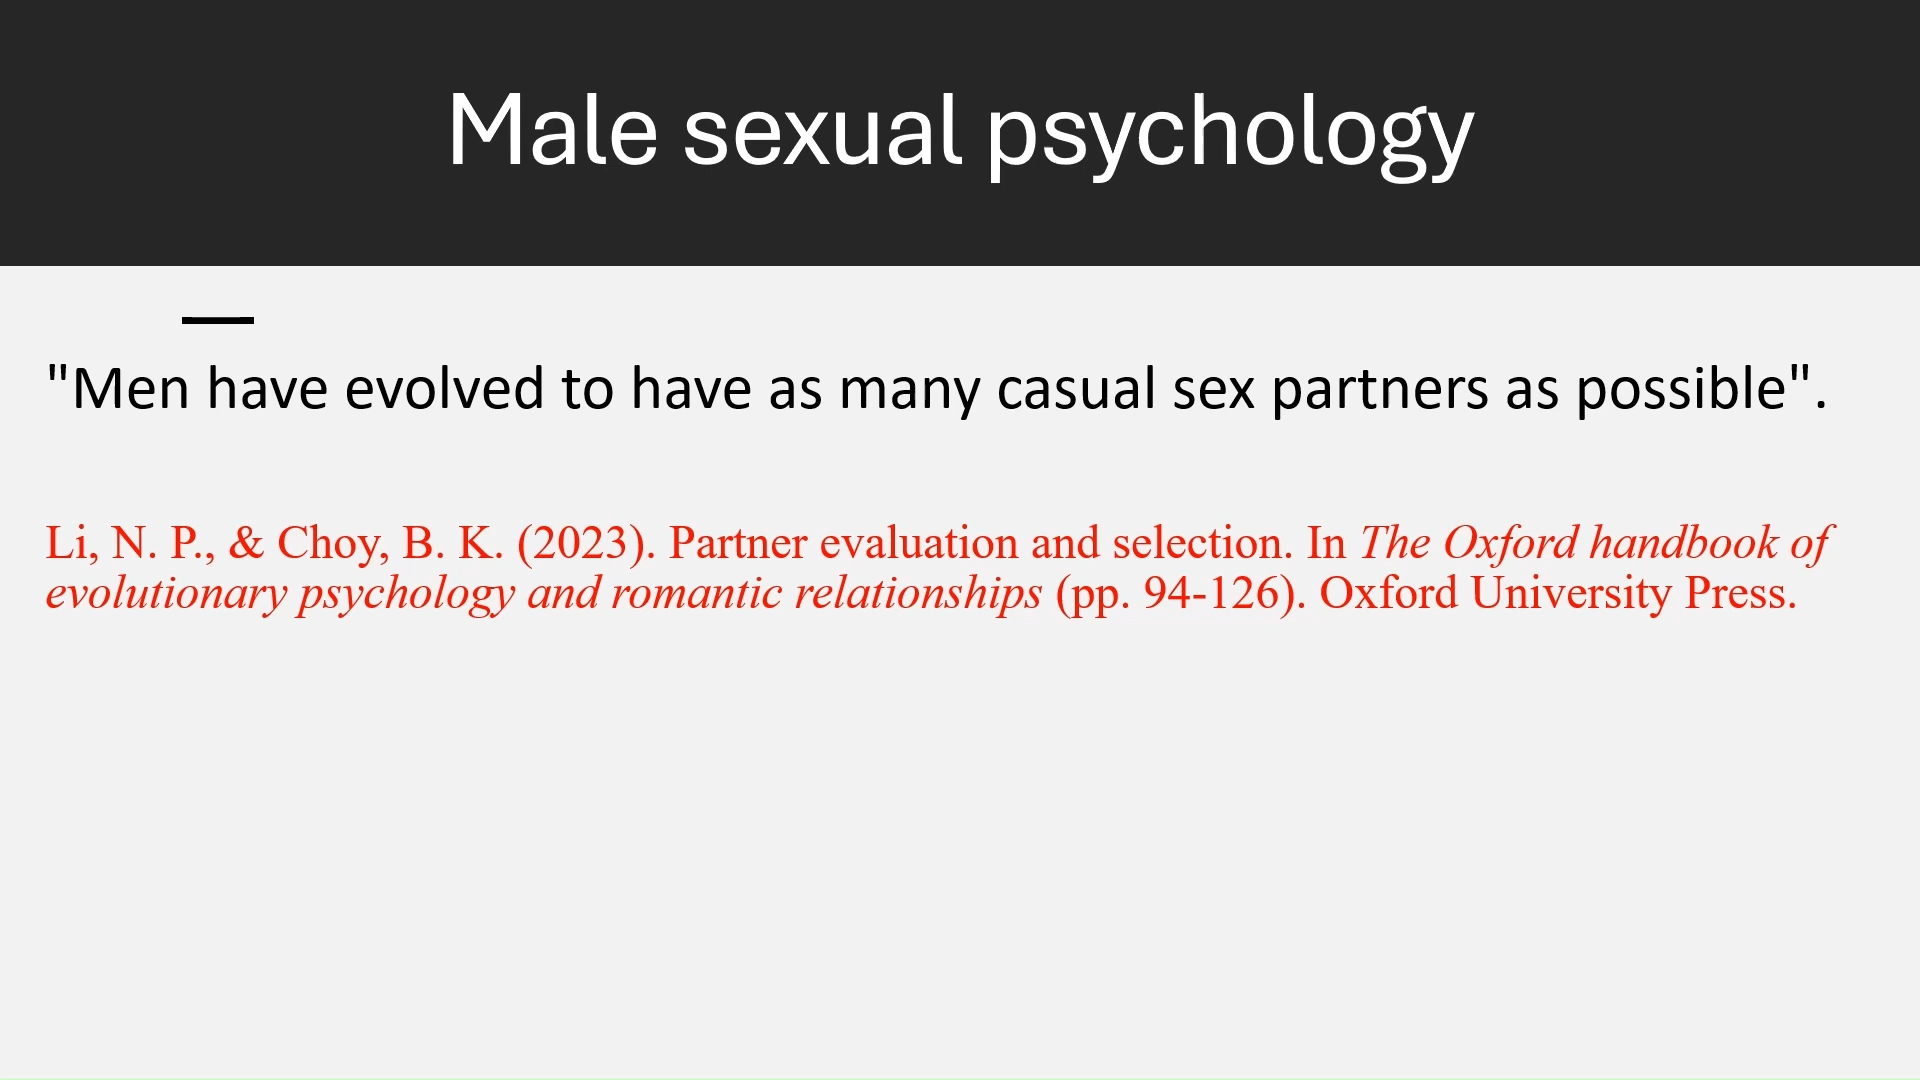 Male sexual psychology
"Men have evolved to have as many casual sex partners as possible".
Li, N. P., & Choy, B. K. (2023). Partner evaluation and selection. In The Oxford handbook of
evolutionary psychology and romantic relationships (pp. 94-126). Oxford University Press.